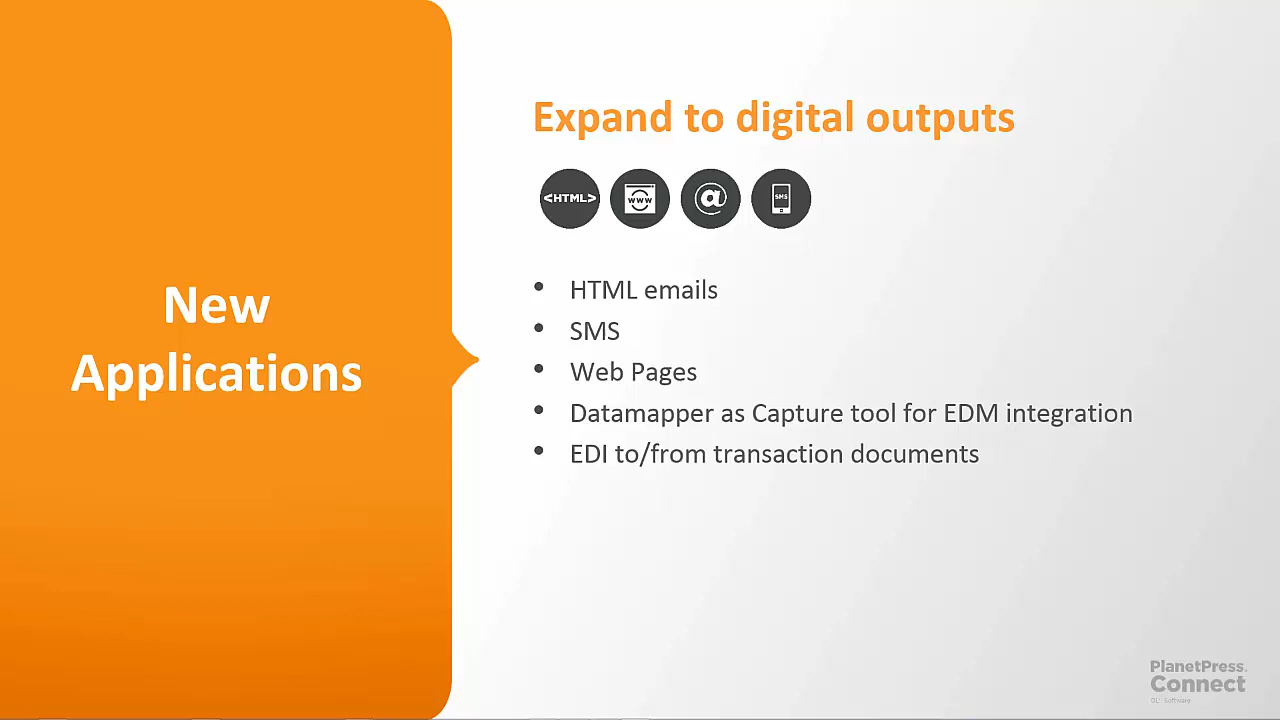 New
Applications
Expand to digital outputs
<HTML>
www
@
SMS
• HTML emails
• SMS
• Web Pages
• Datamapper as Capture tool for EDM integration
• EDI to/from transaction documents
PlanetPress.
Connect
Software